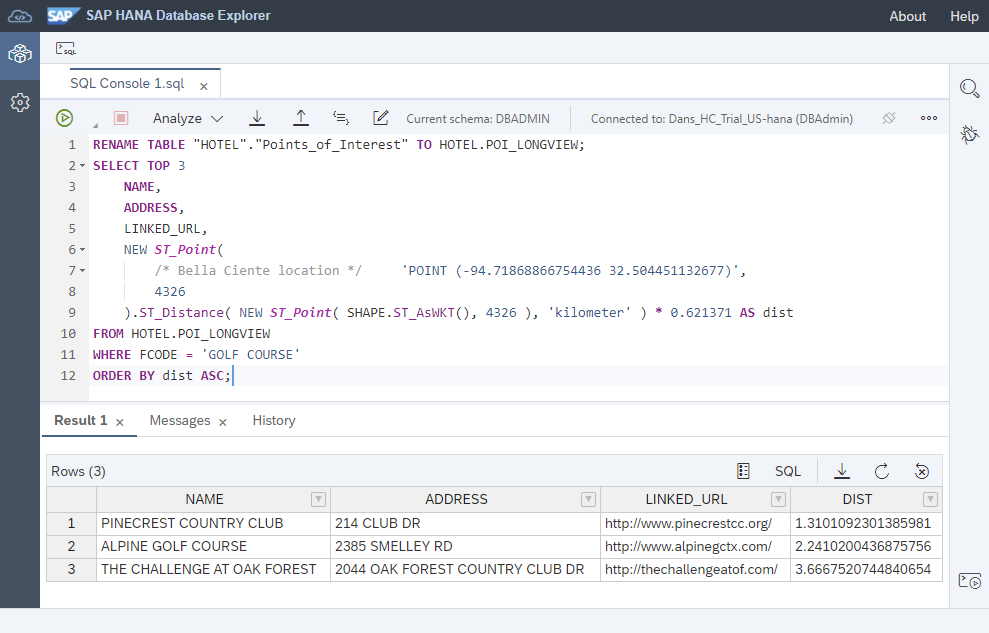 SAP SAP HANA Database Explorer About Help
SQL
SQL Console 1.sql
Analyze Current schema: DBADMIN Connected to: Dans_HC_Trial_US-hana (DBAdmin)
1 RENAME TABLE "HOTEL"."Points_of_Interest" TO HOTEL.POI_LONGVIEW;
2 SELECT TOP 3
3 NAME,
4 ADDRESS,
5 LINKED_URL,
6 NEW ST_Point(
7 /* Bella Ciente location */ 'POINT (-94.71868866754436 32.504451132677)',
8 4326
9 ).ST_Distance( NEW ST_Point( SHAPE.ST_AsWKT(), 4326 ), 'kilometer' ) * 0.621371 AS dist
10 FROM HOTEL.POI_LONGVIEW
11 WHERE FCODE = 'GOLF COURSE'
12 ORDER BY dist ASC;
Result 1 Messages History
Rows (3) SQL
NAME ADDRESS LINKED_URL DIST
1 PINECREST COUNTRY CLUB 214 CLUB DR http://www.pinecrestcc.org/ 1.3101092301385981
2 ALPINE GOLF COURSE 2385 SMELLEY RD http://www.alpinegctx.com/ 2.2410200436875756
3 THE CHALLENGE AT OAK FOREST 2044 OAK FOREST COUNTRY CLUB DR http://thechallengeatof.com/ 3.6667520744840654